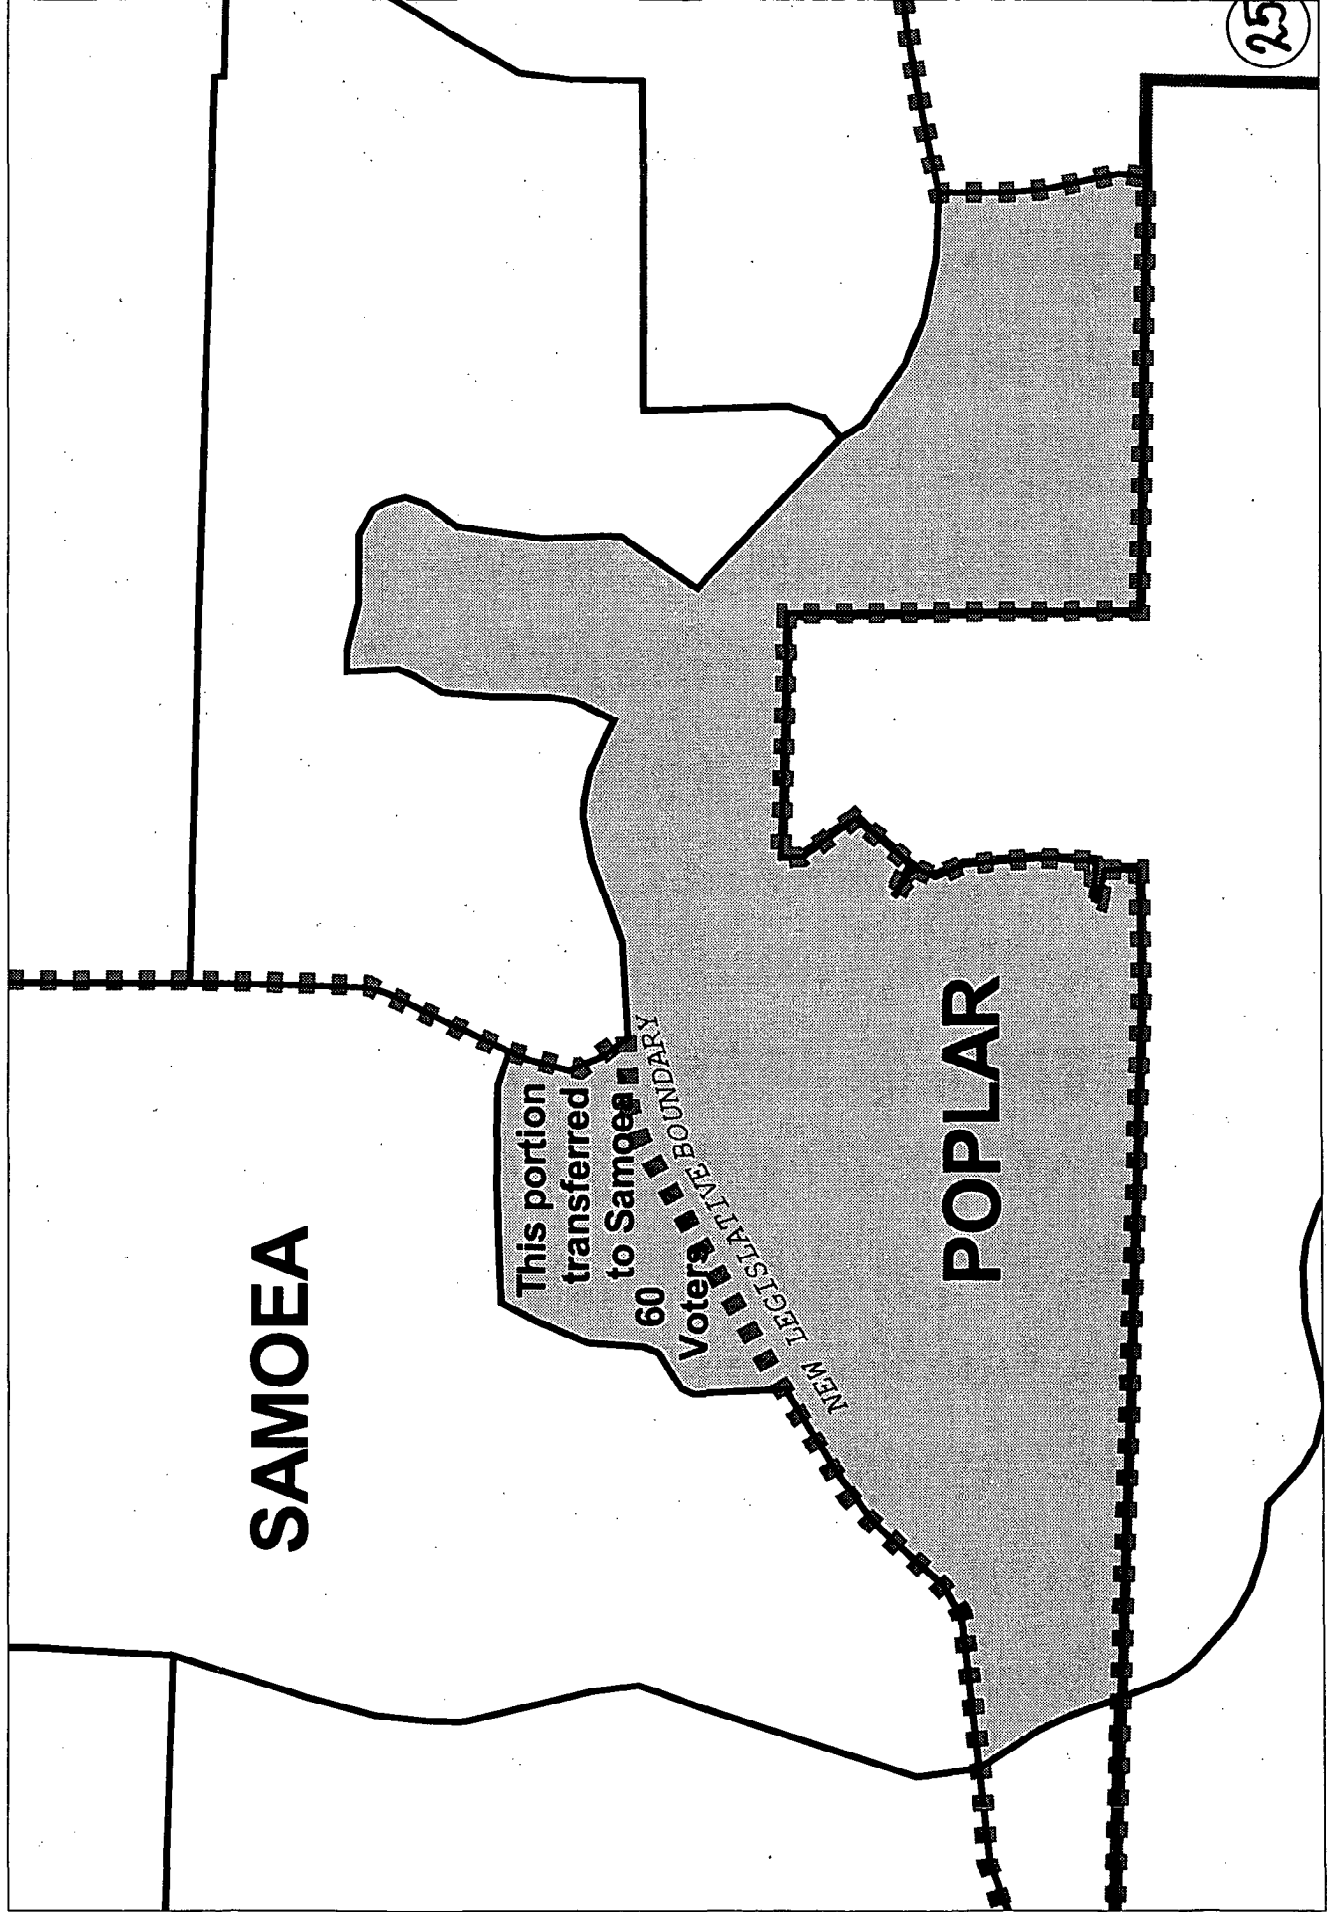 25
SAMOEA
This portion
transferred
to Samoea
60
Voters
NEW LEGISLATIVE BOUNDARY
POPLAR